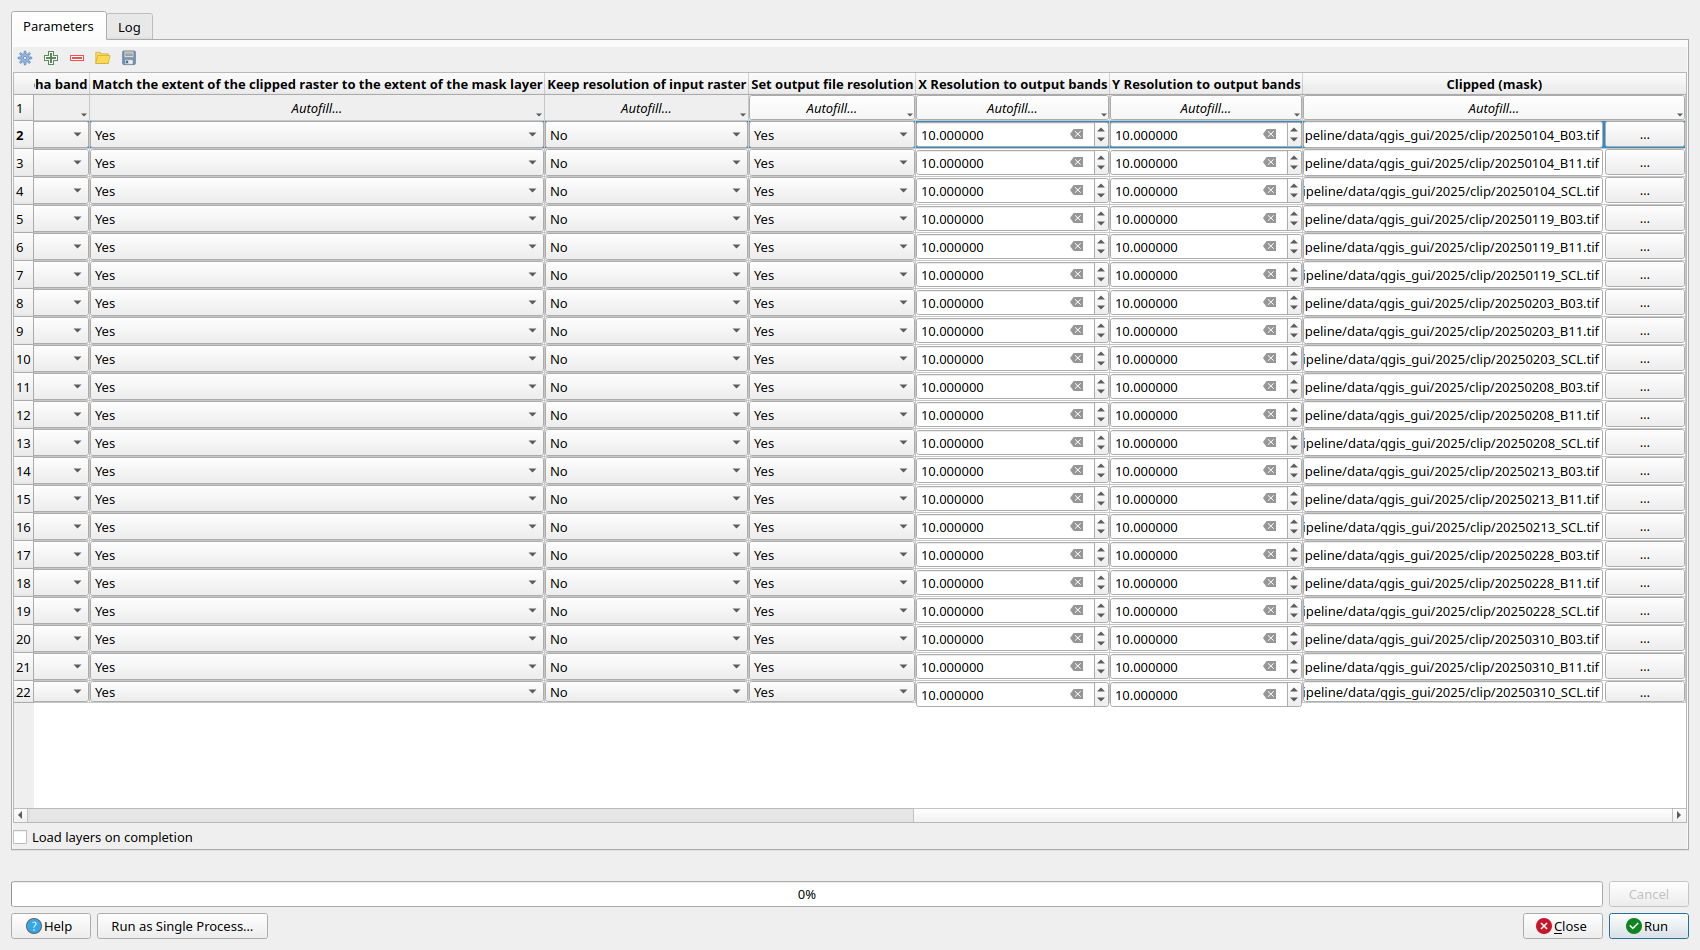 Parameters Log
ha band Match the extent of the clipped raster to the extent of the mask layer Keep resolution of input raster Set output file resolution X Resolution to output bands Y Resolution to output bands Clipped (mask)
1 Autofill... Autofill... Autofill... Autofill... Autofill... Autofill...
2 Yes No Yes 10.000000 10.000000 peline/data/qgis_gui/2025/clip/20250104_B03.tif ...
3 Yes No Yes 10.000000 10.000000 peline/data/qgis_gui/2025/clip/20250104_B11.tif ...
4 Yes No Yes 10.000000 10.000000 ipeline/data/qgis_gui/2025/clip/20250104_SCL.tif ...
5 Yes No Yes 10.000000 10.000000 peline/data/qgis_gui/2025/clip/20250119_B03.tif ...
6 Yes No Yes 10.000000 10.000000 peline/data/qgis_gui/2025/clip/20250119_B11.tif ...
7 Yes No Yes 10.000000 10.000000 ipeline/data/qgis_gui/2025/clip/20250119_SCL.tif ...
8 Yes No Yes 10.000000 10.000000 peline/data/qgis_gui/2025/clip/20250203_B03.tif ...
9 Yes No Yes 10.000000 10.000000 peline/data/qgis_gui/2025/clip/20250203_B11.tif ...
10 Yes No Yes 10.000000 10.000000 ipeline/data/qgis_gui/2025/clip/20250203_SCL.tif ...
11 Yes No Yes 10.000000 10.000000 peline/data/qgis_gui/2025/clip/20250208_B03.tif ...
12 Yes No Yes 10.000000 10.000000 peline/data/qgis_gui/2025/clip/20250208_B11.tif ...
13 Yes No Yes 10.000000 10.000000 ipeline/data/qgis_gui/2025/clip/20250208_SCL.tif ...
14 Yes No Yes 10.000000 10.000000 peline/data/qgis_gui/2025/clip/20250213_B03.tif ...
15 Yes No Yes 10.000000 10.000000 peline/data/qgis_gui/2025/clip/20250213_B11.tif ...
16 Yes No Yes 10.000000 10.000000 ipeline/data/qgis_gui/2025/clip/20250213_SCL.tif ...
17 Yes No Yes 10.000000 10.000000 peline/data/qgis_gui/2025/clip/20250228_B03.tif ...
18 Yes No Yes 10.000000 10.000000 peline/data/qgis_gui/2025/clip/20250228_B11.tif ...
19 Yes No Yes 10.000000 10.000000 ipeline/data/qgis_gui/2025/clip/20250228_SCL.tif ...
20 Yes No Yes 10.000000 10.000000 peline/data/qgis_gui/2025/clip/20250310_B03.tif ...
21 Yes No Yes 10.000000 10.000000 peline/data/qgis_gui/2025/clip/20250310_B11.tif ...
22 Yes No Yes 10.000000 10.000000 ipeline/data/qgis_gui/2025/clip/20250310_SCL.tif ...
Load layers on completion
0% Cancel
Help Run as Single Process... Close Run